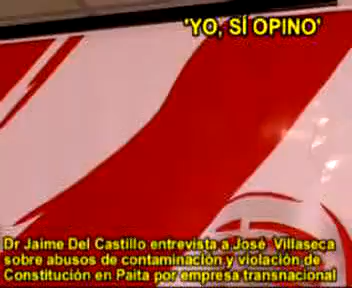 'YO, SÍ OPINO'
Dr Jaime Del Castillo entrevista a José Villaseca
sobre abusos de contaminación y violación de
Constitución en Paita por empresa transnacional